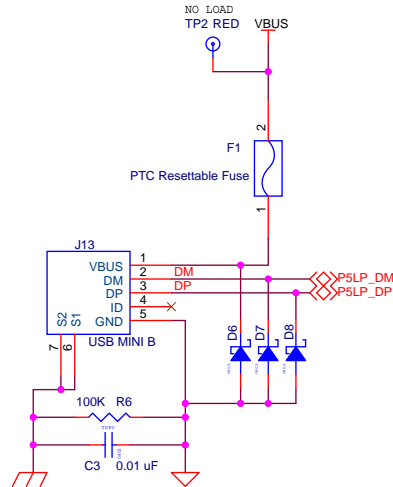 NO LOAD
TP2 RED
VBUS
2
F1
PTC Resettable Fuse
1
J13
VBUS 1
DM 2 DM P5LP_DM
DP 3 DP P5LP_DP
ID 4
GND 5
S2 S1
7 6
USB MINI B
D6 D7 D8
100K R6
0402
C3 0.01 uF